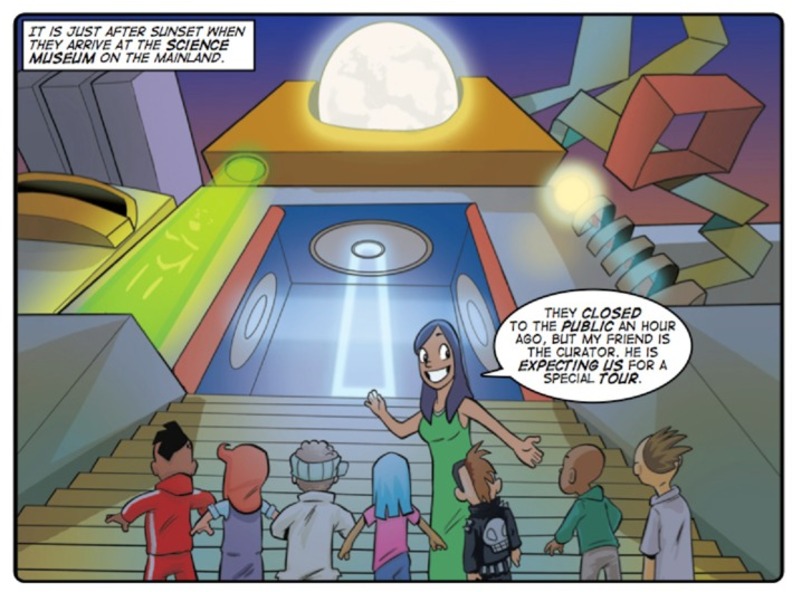 IT IS JUST AFTER SUNSET WHEN
THEY ARRIVE AT THE SCIENCE
MUSEUM ON THE MAINLAND.
THEY CLOSED
TO THE PUBLIC AN HOUR
AGO, BUT MY FRIEND IS
THE CURATOR. HE IS
EXPECTING US FOR A
SPECIAL TOUR.